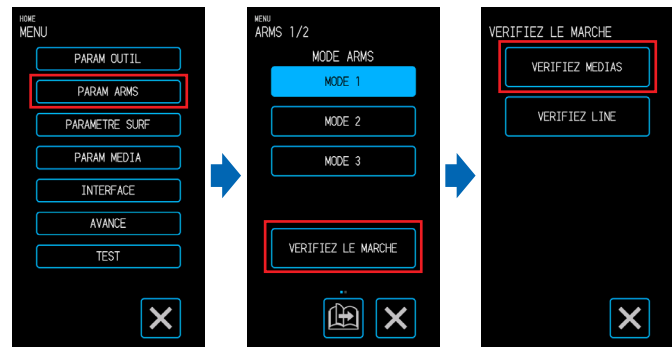 HOME
MENU
PARAM OUTIL
PARAM ARMS
PARAMETRE SURF
PARAM MEDIA
INTERFACE
AVANCE
TEST
MENU
ARMS 1/2
MODE ARMS
MODE 1
MODE 2
MODE 3
VERIFIEZ LE MARCHE
VERIFIEZ LE MARCHE
VERIFIEZ MEDIAS
VERIFIEZ LINE